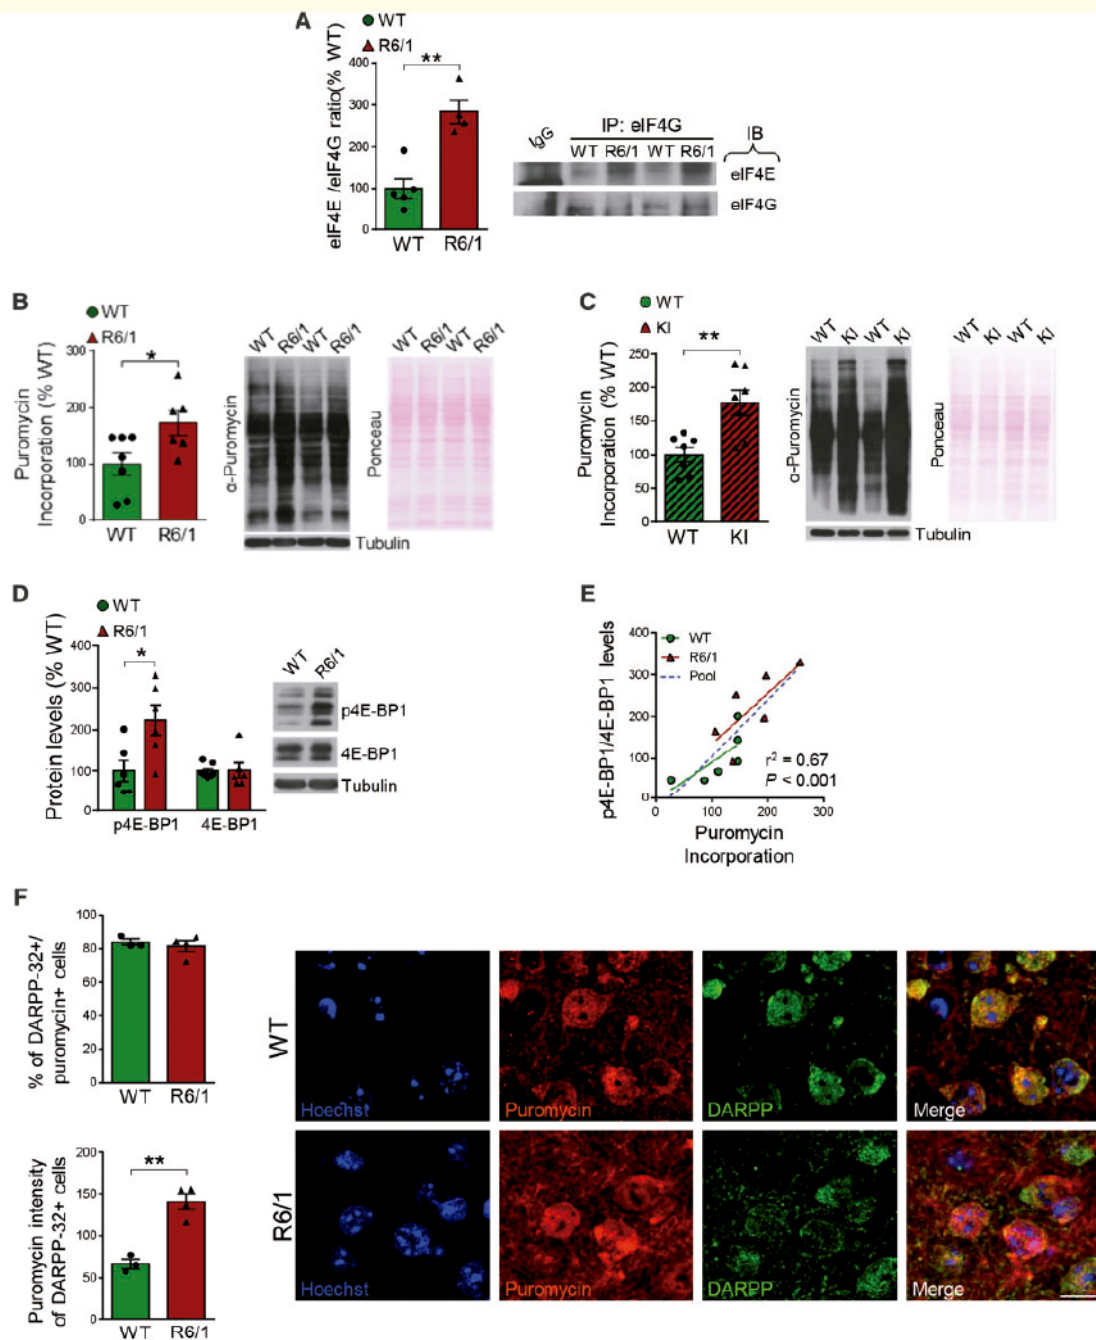 A
WT
R6/1
eIF4E /eIF4G ratio(% WT)
400
300
200
100
0
**
WT
R6/1
IgG
IP: eIF4G
WT R6/1 WT R6/1
IB
eIF4E
eIF4G
B
WT
R6/1
Puromycin
Incorporation (% WT)
300
200
100
0
*
WT
R6/1
WT R6/1 WT R6/1
α-Puromycin
Tubulin
WT R6/1 WT R6/1
Ponceau
C
WT
KI
Puromycin
Incorporation (% WT)
250
200
150
100
50
0
**
WT
KI
WT KI WT KI
α-Puromycin
Tubulin
WT KI WT KI
Ponceau
D
WT
R6/1
Protein levels (% WT)
400
300
200
100
0
*
p4E-BP1
4E-BP1
WT R6/1
p4E-BP1
4E-BP1
Tubulin
E
p4E-BP1/4E-BP1 levels
400
300
200
100
0
WT
R6/1
Pool
r² = 0.67
P < 0.001
0 100 200 300
Puromycin
Incorporation
F
% of DARPP-32+/
puromycin+ cells
100
80
60
40
20
0
WT
R6/1
Puromycin intensity
of DARPP-32+ cells
200
150
100
50
0
**
WT
R6/1
WT
Hoechst
Puromycin
DARPP
Merge
R6/1
Hoechst
Puromycin
DARPP
Merge